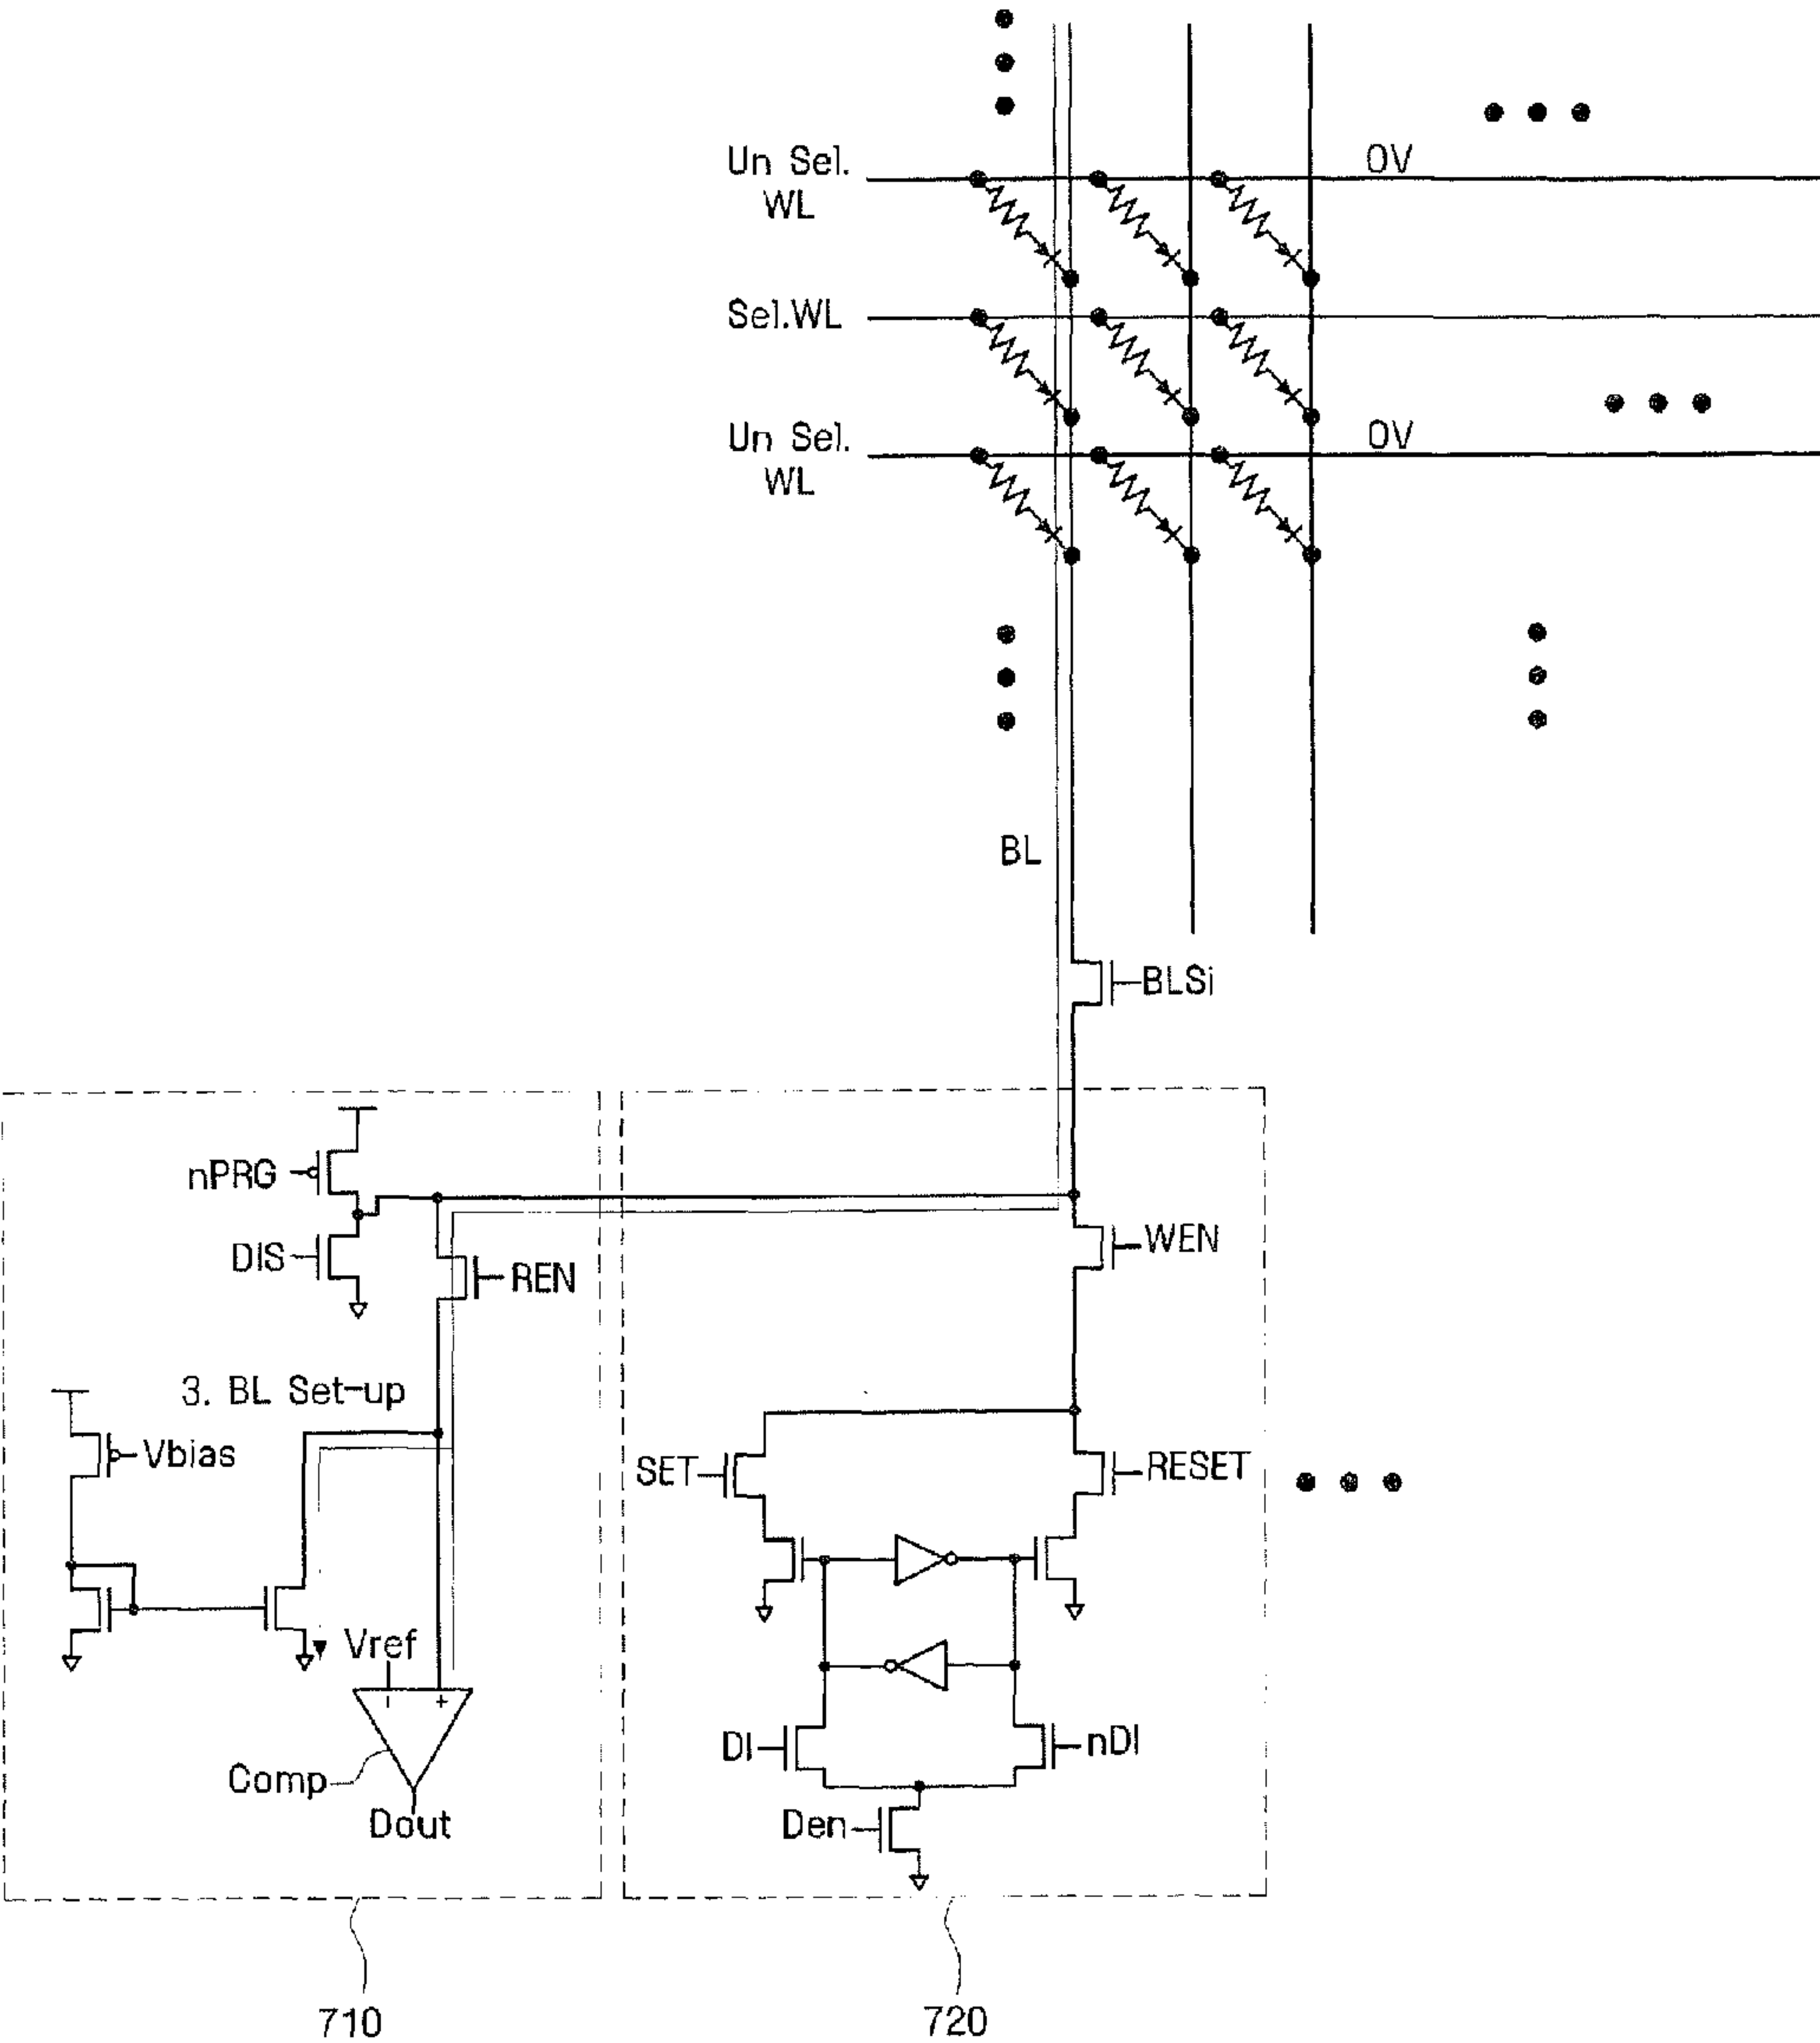 Un Sel.
WL
0V
Sel.WL
Un Sel.
WL
0V
BL
BLSi
nPRG
DIS
REN
WEN
3. BL Set-up
Vbias
SET
RESET
Vref
- +
Comp
Dout
DI
nDI
Den
710
720